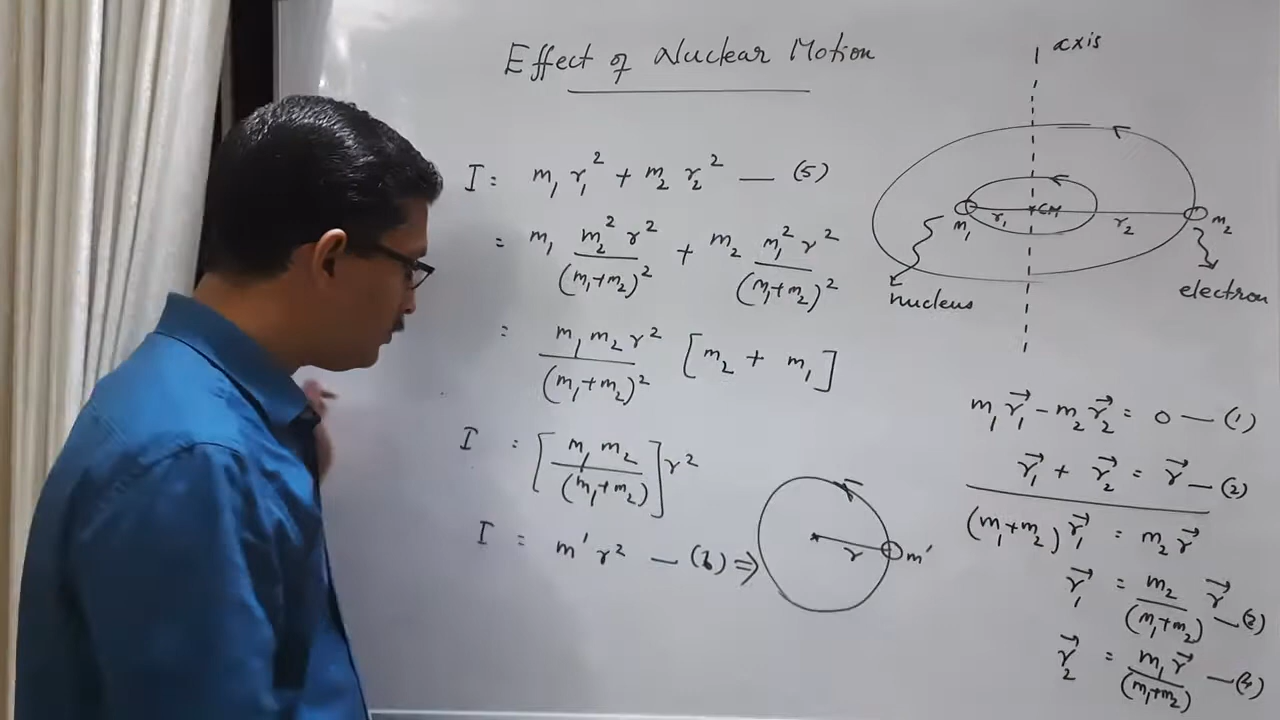 Effect of Nuclear Motion
I = m₁ r₁² + m₂ r₂² — (5)
= m₁ m₂² r² / (m₁+m₂)² + m₂ m₁² r² / (m₁+m₂)²
= m₁ m₂ r² / (m₁+m₂)² [m₂ + m₁]
I = [m₁ m₂ / (m₁+m₂)] r²
I = m' r² — (6) ⇒
r m'
axis
m₁ r₁ CM r₂ m₂
nucleus
electron
m₁ r⃗₁ - m₂ r⃗₂ = 0 — (1)
r⃗₁ + r⃗₂ = r⃗ — (2)
(m₁+m₂) r⃗₁ = m₂ r⃗
r⃗₁ = m₂ / (m₁+m₂) r⃗ — (3)
r⃗₂ = m₁ r⃗ / (m₁+m₂) — (4)